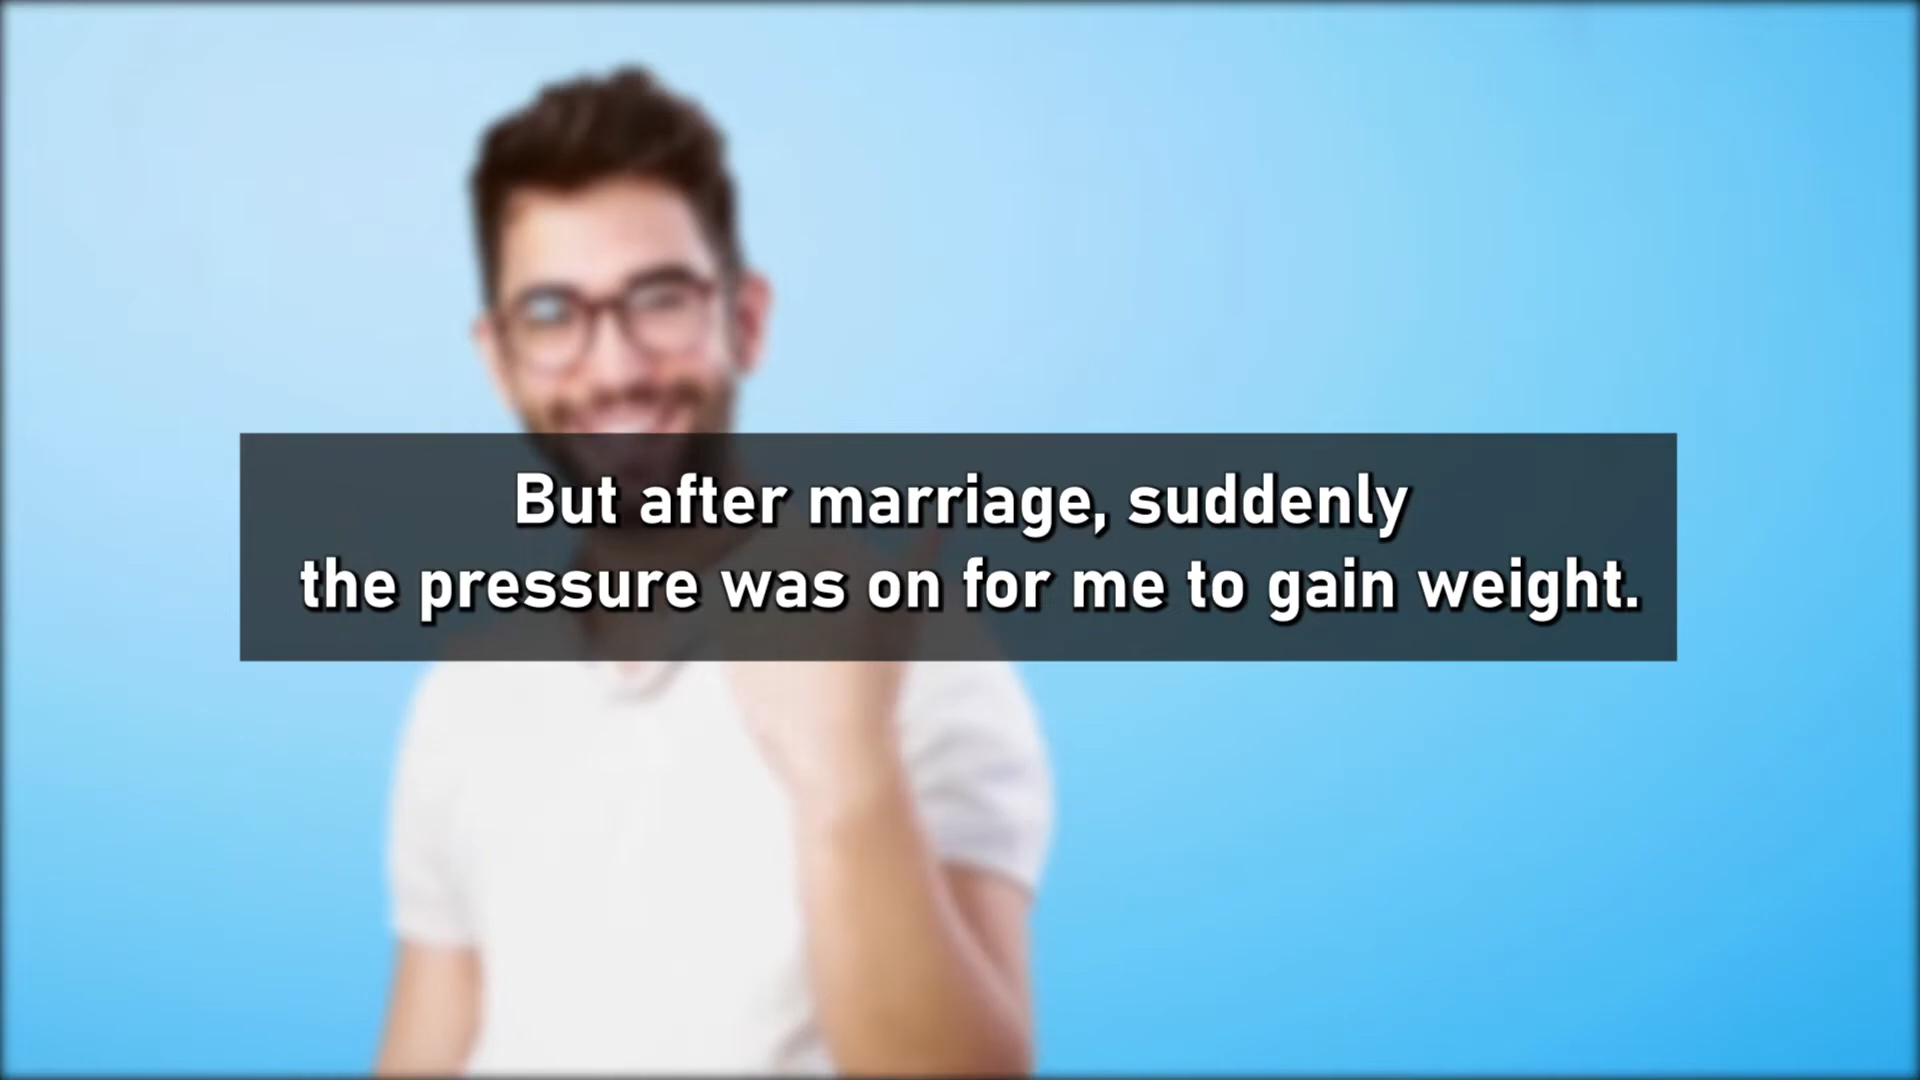 But after marriage, suddenly
the pressure was on for me to gain weight.